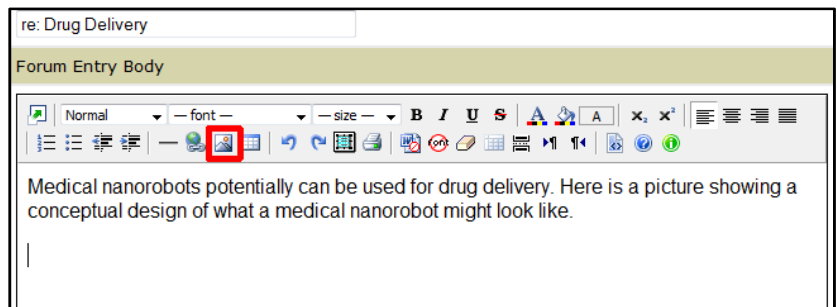 re: Drug Delivery
Forum Entry Body
Normal — font — — size — B I U S A A x₂ x²
Medical nanorobots potentially can be used for drug delivery. Here is a picture showing a
conceptual design of what a medical nanorobot might look like.